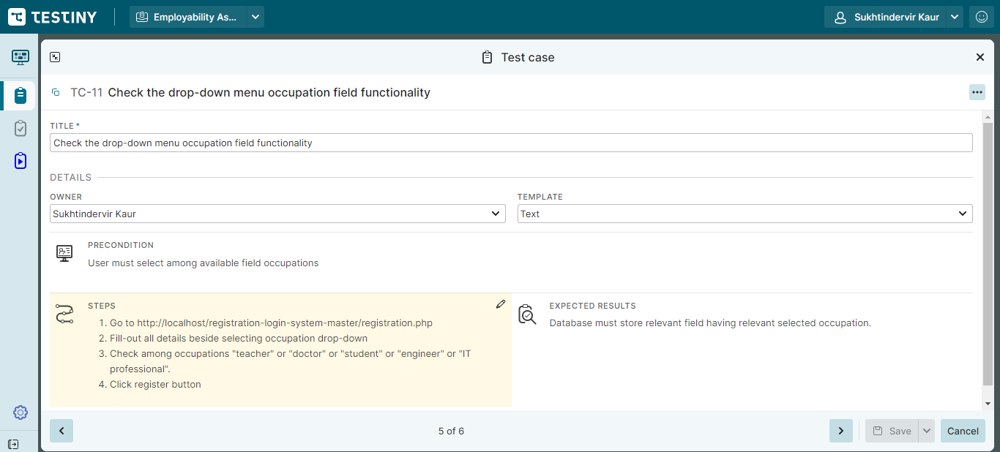 TESTINY
Employability As...
Sukhtindervir Kaur
Test case
TC-11 Check the drop-down menu occupation field functionality
TITLE *
Check the drop-down menu occupation field functionality
DETAILS
OWNER
Sukhtindervir Kaur
TEMPLATE
Text
PRECONDITION
User must select among available field occupations
STEPS
1. Go to http://localhost/registration-login-system-master/registration.php
2. Fill-out all details beside selecting occupation drop-down
3. Check among occupations "teacher" or "doctor" or "student" or "engineer" or "IT
professional".
4. Click register button
EXPECTED RESULTS
Database must store relevant field having relevant selected occupation.
5 of 6
Save
Cancel